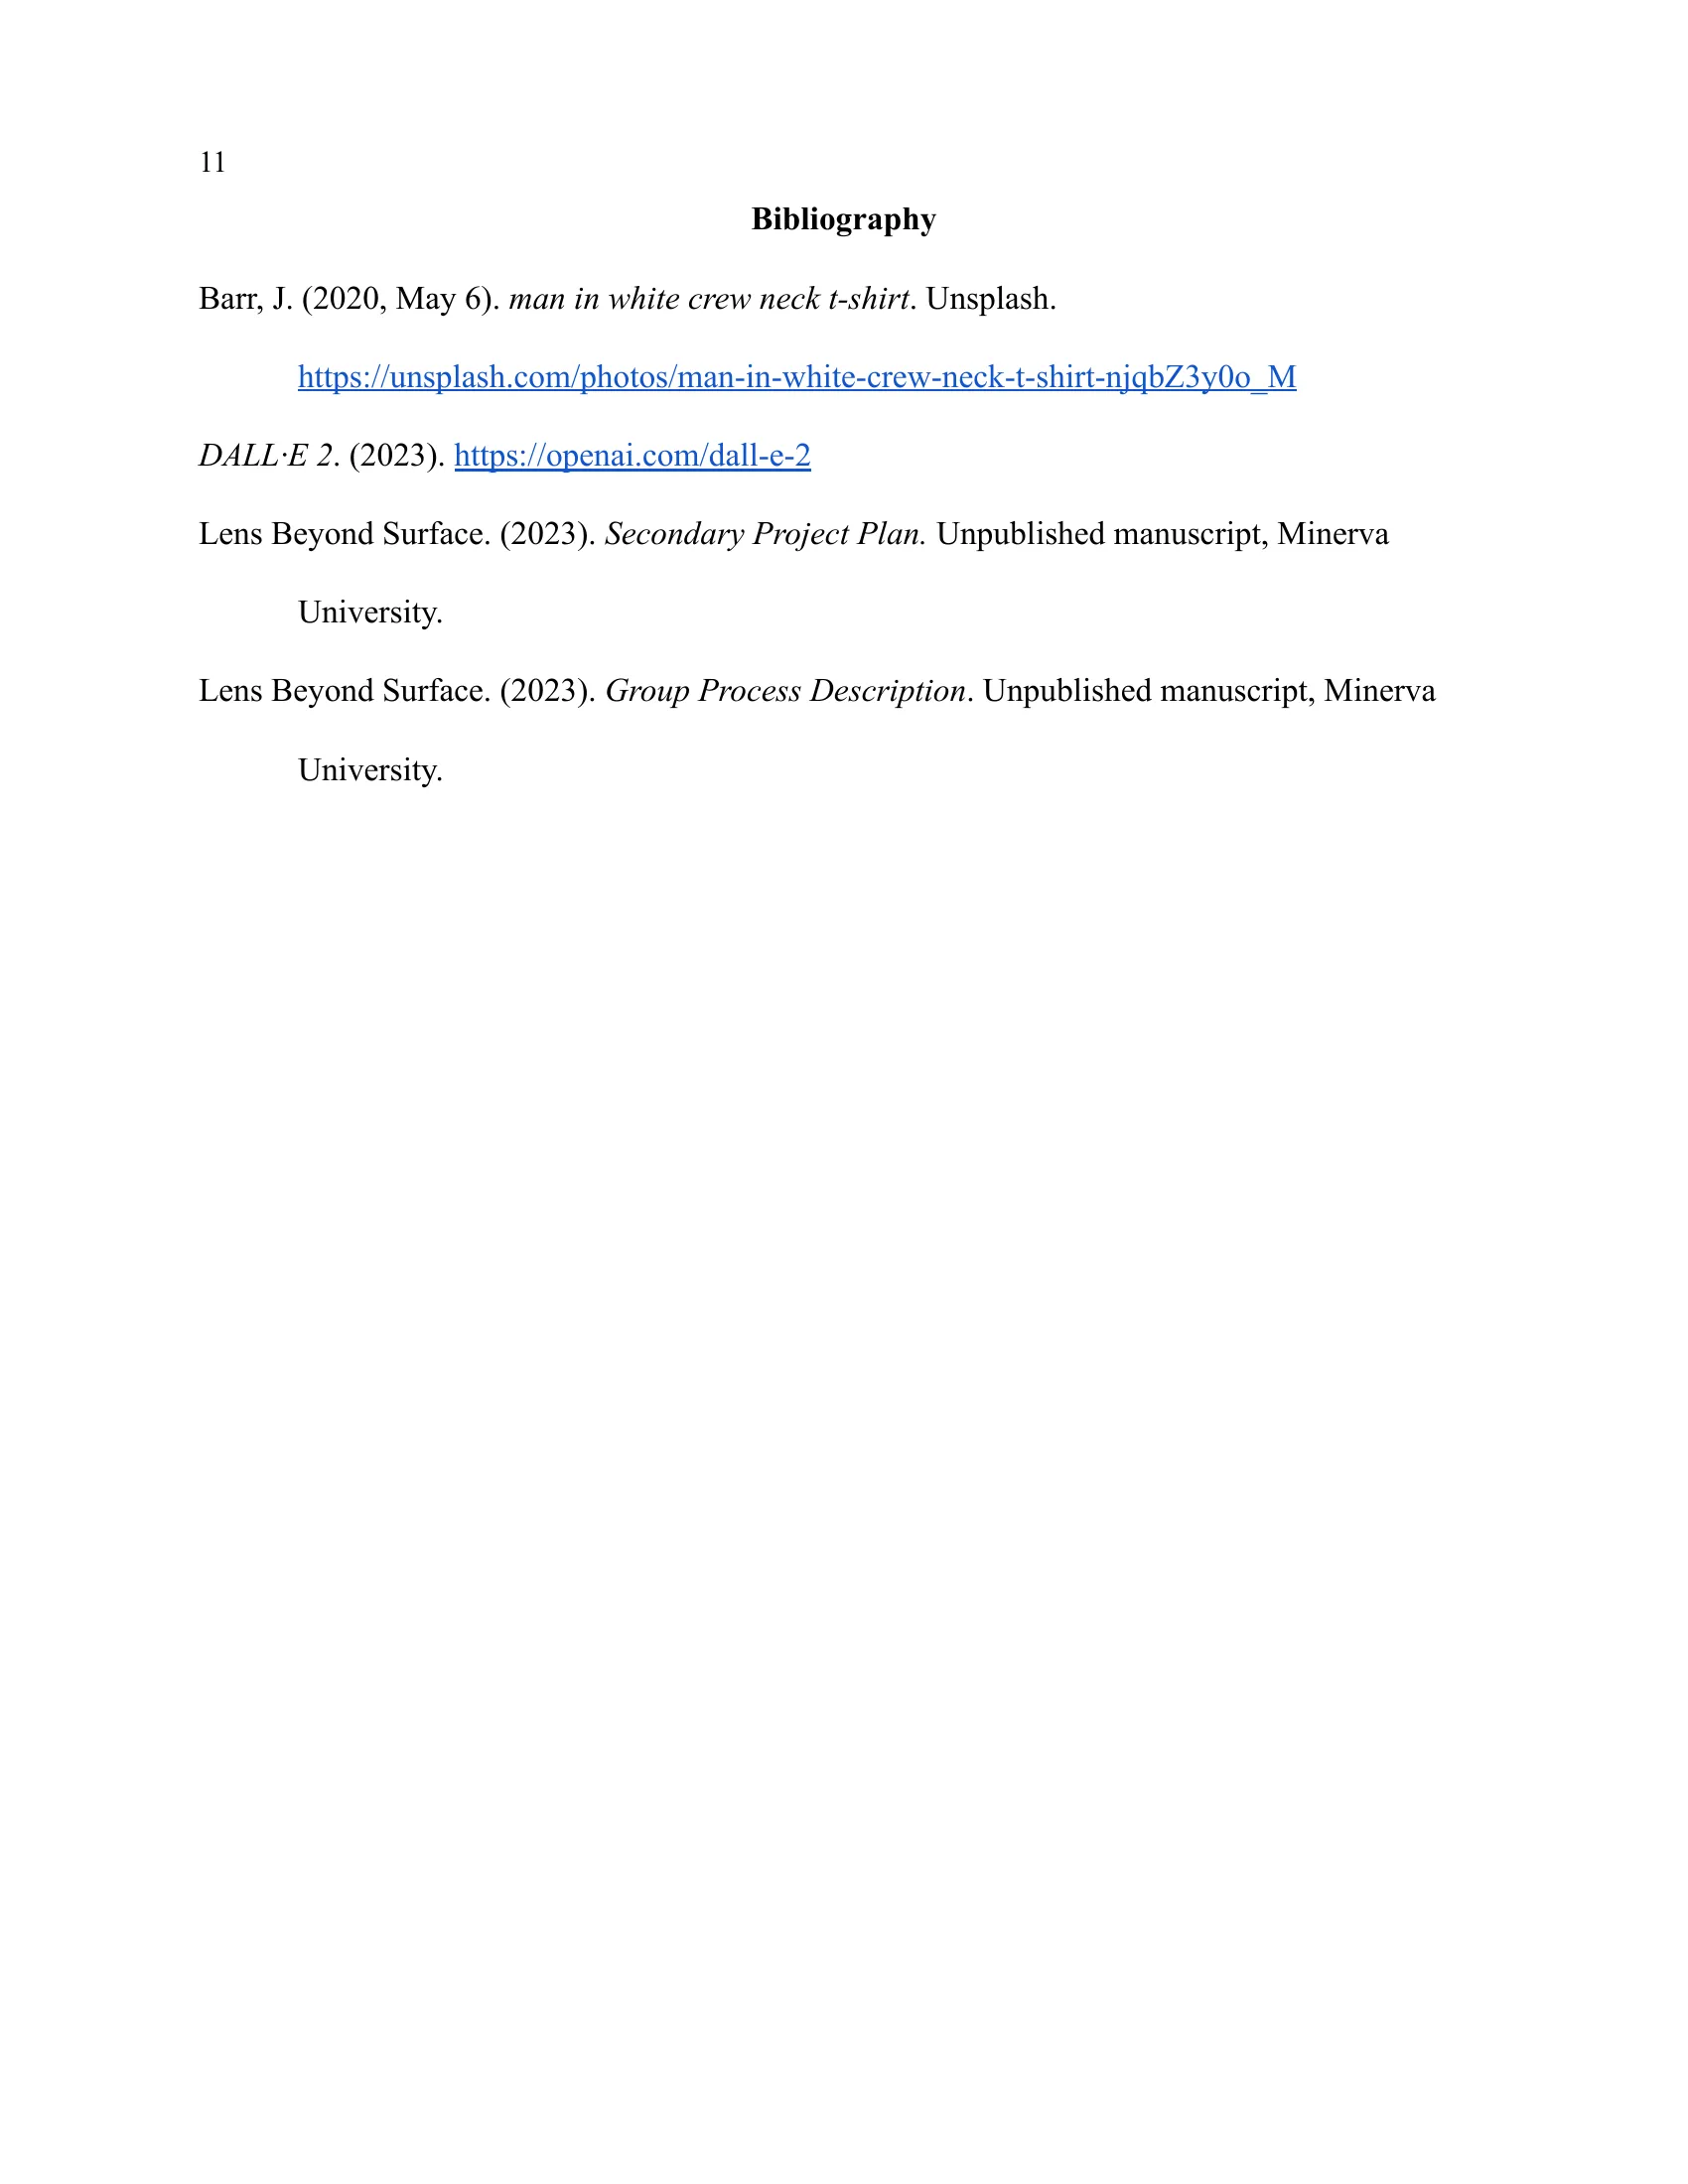 11
Bibliography
Barr, J. (2020, May 6). man in white crew neck t-shirt. Unsplash.
https://unsplash.com/photos/man-in-white-crew-neck-t-shirt-njqbZ3y0o_M
DALL·E 2. (2023). https://openai.com/dall-e-2
Lens Beyond Surface. (2023). Secondary Project Plan. Unpublished manuscript, Minerva
University.
Lens Beyond Surface. (2023). Group Process Description. Unpublished manuscript, Minerva
University.